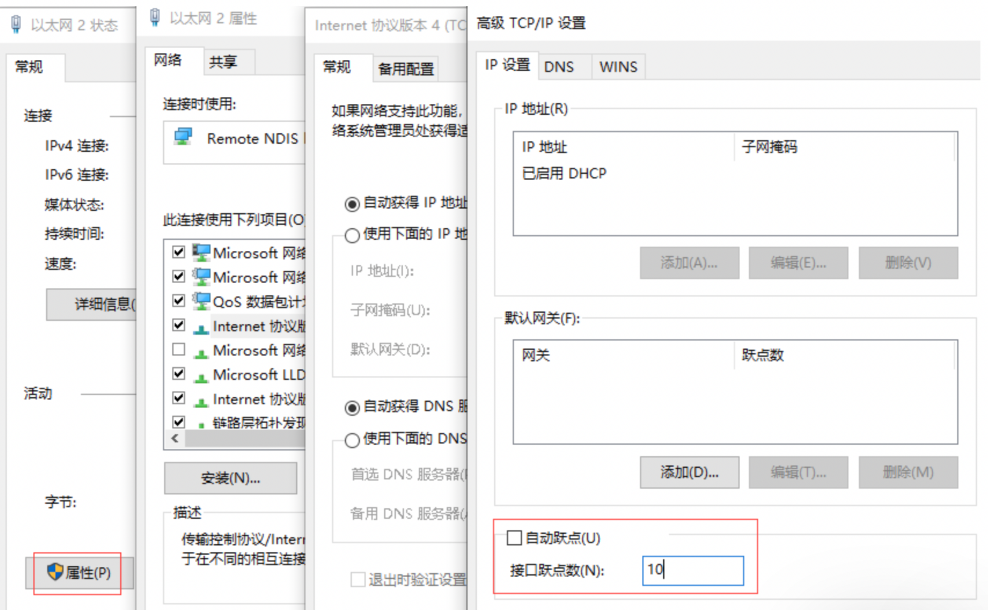 以太网 2 状态
常规
连接
IPv4 连接:
IPv6 连接:
媒体状态:
持续时间:
速度:
详细信息(
活动
字节:
属性(P)
以太网 2 属性
网络
共享
连接时使用:
Remote NDIS
此连接使用下列项目(O
Microsoft 网络
Microsoft 网络
QoS 数据包计
Internet 协议版
Microsoft 网络
Microsoft LLD
Internet 协议版
链路层拓扑发现
安装(N)...
描述
传输控制协议/Inter
于在不同的相互连接
Internet 协议版本 4 (TC
常规
备用配置
如果网络支持此功能，
络系统管理员处获得适
自动获得 IP 地址
使用下面的 IP 地
IP 地址(I):
子网掩码(U):
默认网关(D):
自动获得 DNS 服
使用下面的 DNS
首选 DNS 服务器(
备用 DNS 服务器(
退出时验证设置
高级 TCP/IP 设置
IP 设置
DNS
WINS
IP 地址(R)
IP 地址
子网掩码
已启用 DHCP
添加(A)...
编辑(E)...
删除(V)
默认网关(F):
网关
跃点数
添加(D)...
编辑(T)...
删除(M)
自动跃点(U)
接口跃点数(N):
10